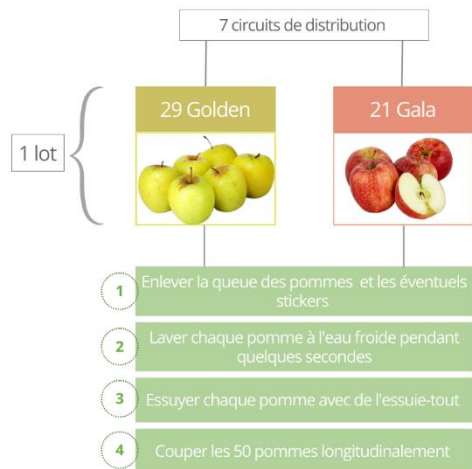 7 circuits de distribution
29 Golden
21 Gala
1 lot
1
Enlever la queue des pommes et les éventuels
stickers
2
Laver chaque pomme à l'eau froide pendant
quelques secondes
3
Essuyer chaque pomme avec de l'essuie-tout
4
Couper les 50 pommes longitudinalement